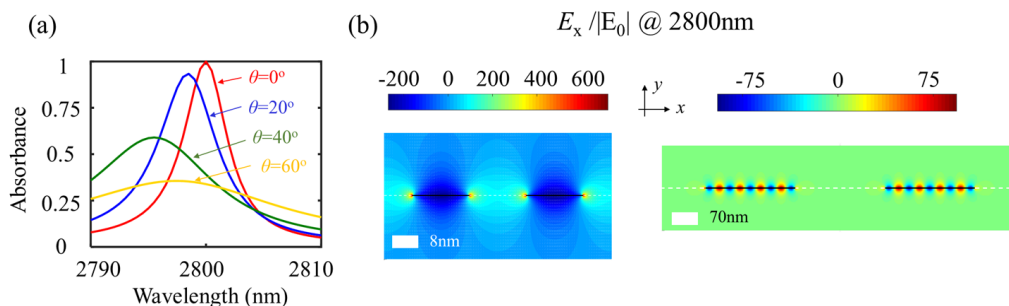 (a)
Absorbance
1
0.75
0.5
0.25
0
θ=0°
θ=20°
θ=40°
θ=60°
2790 2800 2810
Wavelength (nm)
(b)
Eₓ /|E₀| @ 2800nm
-200 0 200 400 600
8nm
y
x
-75 0 75
70nm